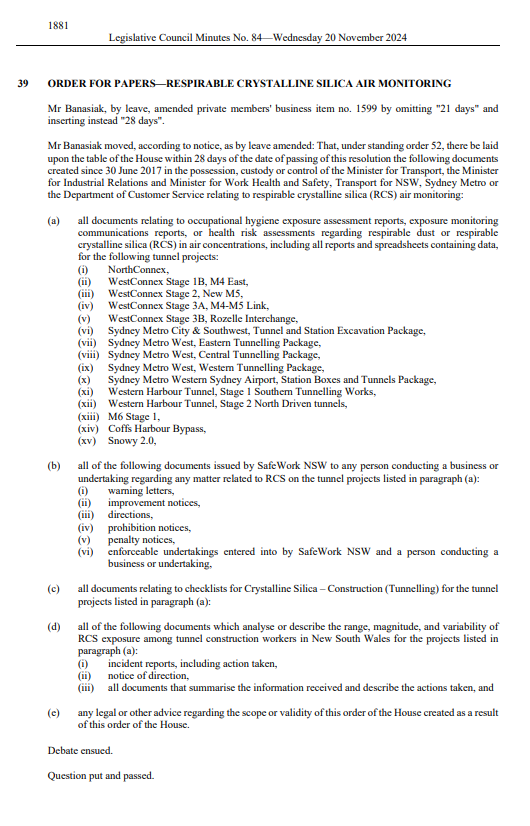 1881
Legislative Council Minutes No. 84—Wednesday 20 November 2024
39 ORDER FOR PAPERS—RESPIRABLE CRYSTALLINE SILICA AIR MONITORING
Mr Banasiak, by leave, amended private members' business item no. 1599 by omitting "21 days" and
inserting instead "28 days".
Mr Banasiak moved, according to notice, as by leave amended: That, under standing order 52, there be laid
upon the table of the House within 28 days of the date of passing of this resolution the following documents
created since 30 June 2017 in the possession, custody or control of the Minister for Transport, the Minister
for Industrial Relations and Minister for Work Health and Safety, Transport for NSW, Sydney Metro or
the Department of Customer Service relating to respirable crystalline silica (RCS) air monitoring:
(a) all documents relating to occupational hygiene exposure assessment reports, exposure monitoring
communications reports, or health risk assessments regarding respirable dust or respirable
crystalline silica (RCS) in air concentrations, including all reports and spreadsheets containing data,
for the following tunnel projects:
(i) NorthConnex,
(ii) WestConnex Stage 1B, M4 East,
(iii) WestConnex Stage 2, New M5,
(iv) WestConnex Stage 3A, M4-M5 Link,
(v) WestConnex Stage 3B, Rozelle Interchange,
(vi) Sydney Metro City & Southwest, Tunnel and Station Excavation Package,
(vii) Sydney Metro West, Eastern Tunnelling Package,
(viii) Sydney Metro West, Central Tunnelling Package,
(ix) Sydney Metro West, Western Tunnelling Package,
(x) Sydney Metro Western Sydney Airport, Station Boxes and Tunnels Package,
(xi) Western Harbour Tunnel, Stage 1 Southern Tunnelling Works,
(xii) Western Harbour Tunnel, Stage 2 North Driven tunnels,
(xiii) M6 Stage 1,
(xiv) Coffs Harbour Bypass,
(xv) Snowy 2.0,
(b) all of the following documents issued by SafeWork NSW to any person conducting a business or
undertaking regarding any matter related to RCS on the tunnel projects listed in paragraph (a):
(i) warning letters,
(ii) improvement notices,
(iii) directions,
(iv) prohibition notices,
(v) penalty notices,
(vi) enforceable undertakings entered into by SafeWork NSW and a person conducting a
business or undertaking,
(c) all documents relating to checklists for Crystalline Silica – Construction (Tunnelling) for the tunnel
projects listed in paragraph (a):
(d) all of the following documents which analyse or describe the range, magnitude, and variability of
RCS exposure among tunnel construction workers in New South Wales for the projects listed in
paragraph (a):
(i) incident reports, including action taken,
(ii) notice of direction,
(iii) all documents that summarise the information received and describe the actions taken, and
(e) any legal or other advice regarding the scope or validity of this order of the House created as a result
of this order of the House.
Debate ensued.
Question put and passed.